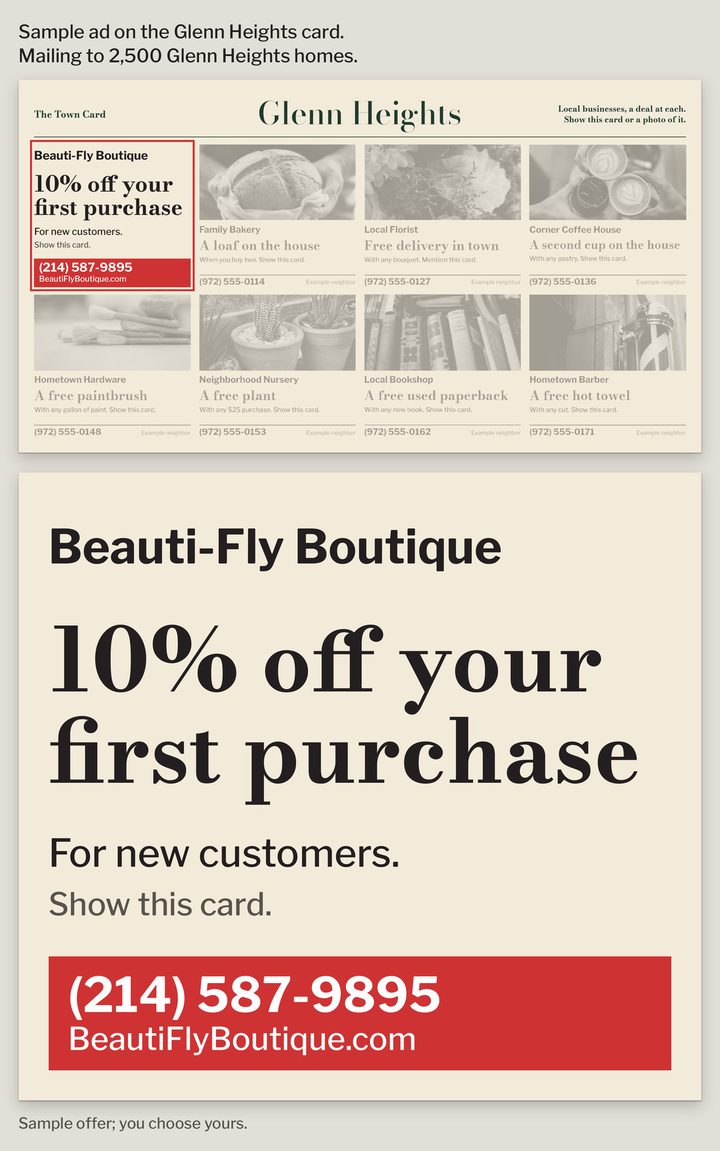 Sample ad on the Glenn Heights card.
Mailing to 2,500 Glenn Heights homes.
The Town Card
Glenn Heights
Local businesses, a deal at each.
Show this card or a photo of it.
Beauti-Fly Boutique
10% off your
first purchase
For new customers.
Show this card.
(214) 587-9895
BeautiFlyBoutique.com
Family Bakery
A loaf on the house
When you buy two. Show this card.
(972) 555-0114
Example neighbor
Local Florist
Free delivery in town
With any bouquet. Mention this card.
(972) 555-0127
Example neighbor
Corner Coffee House
A second cup on the house
With any pastry. Show this card.
(972) 555-0136
Example neighbor
Hometown Hardware
A free paintbrush
With any gallon of paint. Show this card.
(972) 555-0148
Example neighbor
Neighborhood Nursery
A free plant
With any $25 purchase. Show this card.
(972) 555-0153
Example neighbor
Local Bookshop
A free used paperback
With any new book. Show this card.
(972) 555-0162
Example neighbor
Hometown Barber
A free hot towel
With any cut. Show this card.
(972) 555-0171
Example neighbor
Beauti-Fly Boutique
10% off your
first purchase
For new customers.
Show this card.
(214) 587-9895
BeautiFlyBoutique.com
Sample offer; you choose yours.